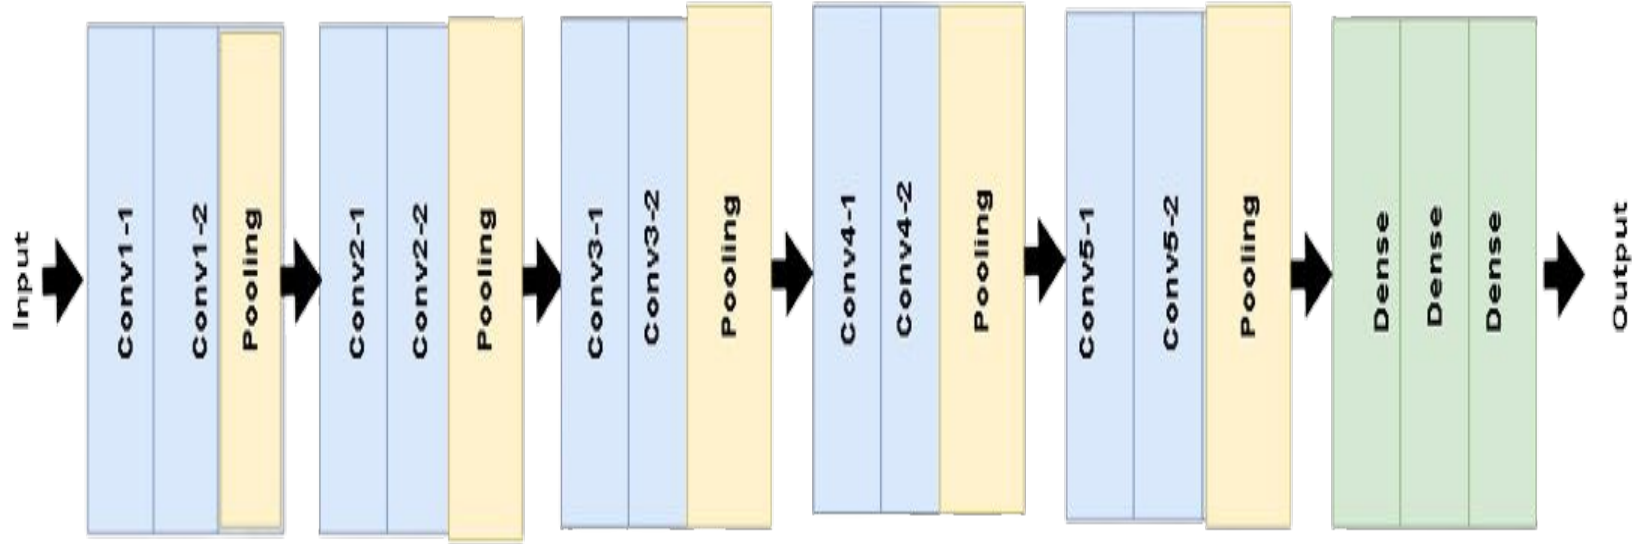 Input
Conv1-1
Conv1-2
Pooling
Conv2-1
Conv2-2
Pooling
Conv3-1
Conv3-2
Pooling
Conv4-1
Conv4-2
Pooling
Conv5-1
Conv5-2
Pooling
Dense
Dense
Dense
Output